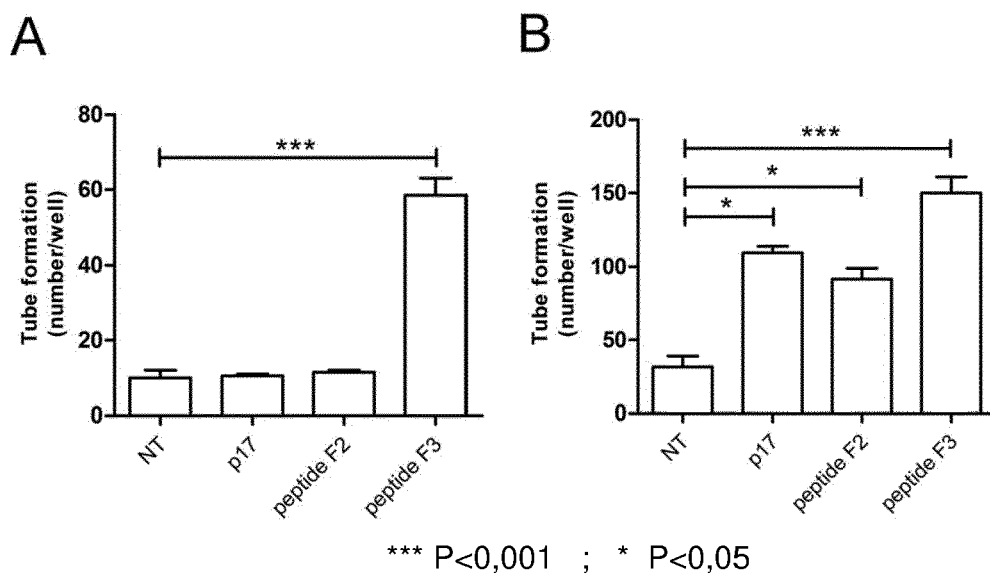 A
Tube formation
(number/well)
80
60
40
20
0
***
NT
p17
peptide F2
peptide F3
B
Tube formation
(number/well)
200
150
100
50
0
***
*
*
NT
p17
peptide F2
peptide F3
*** P<0,001 ; * P<0,05